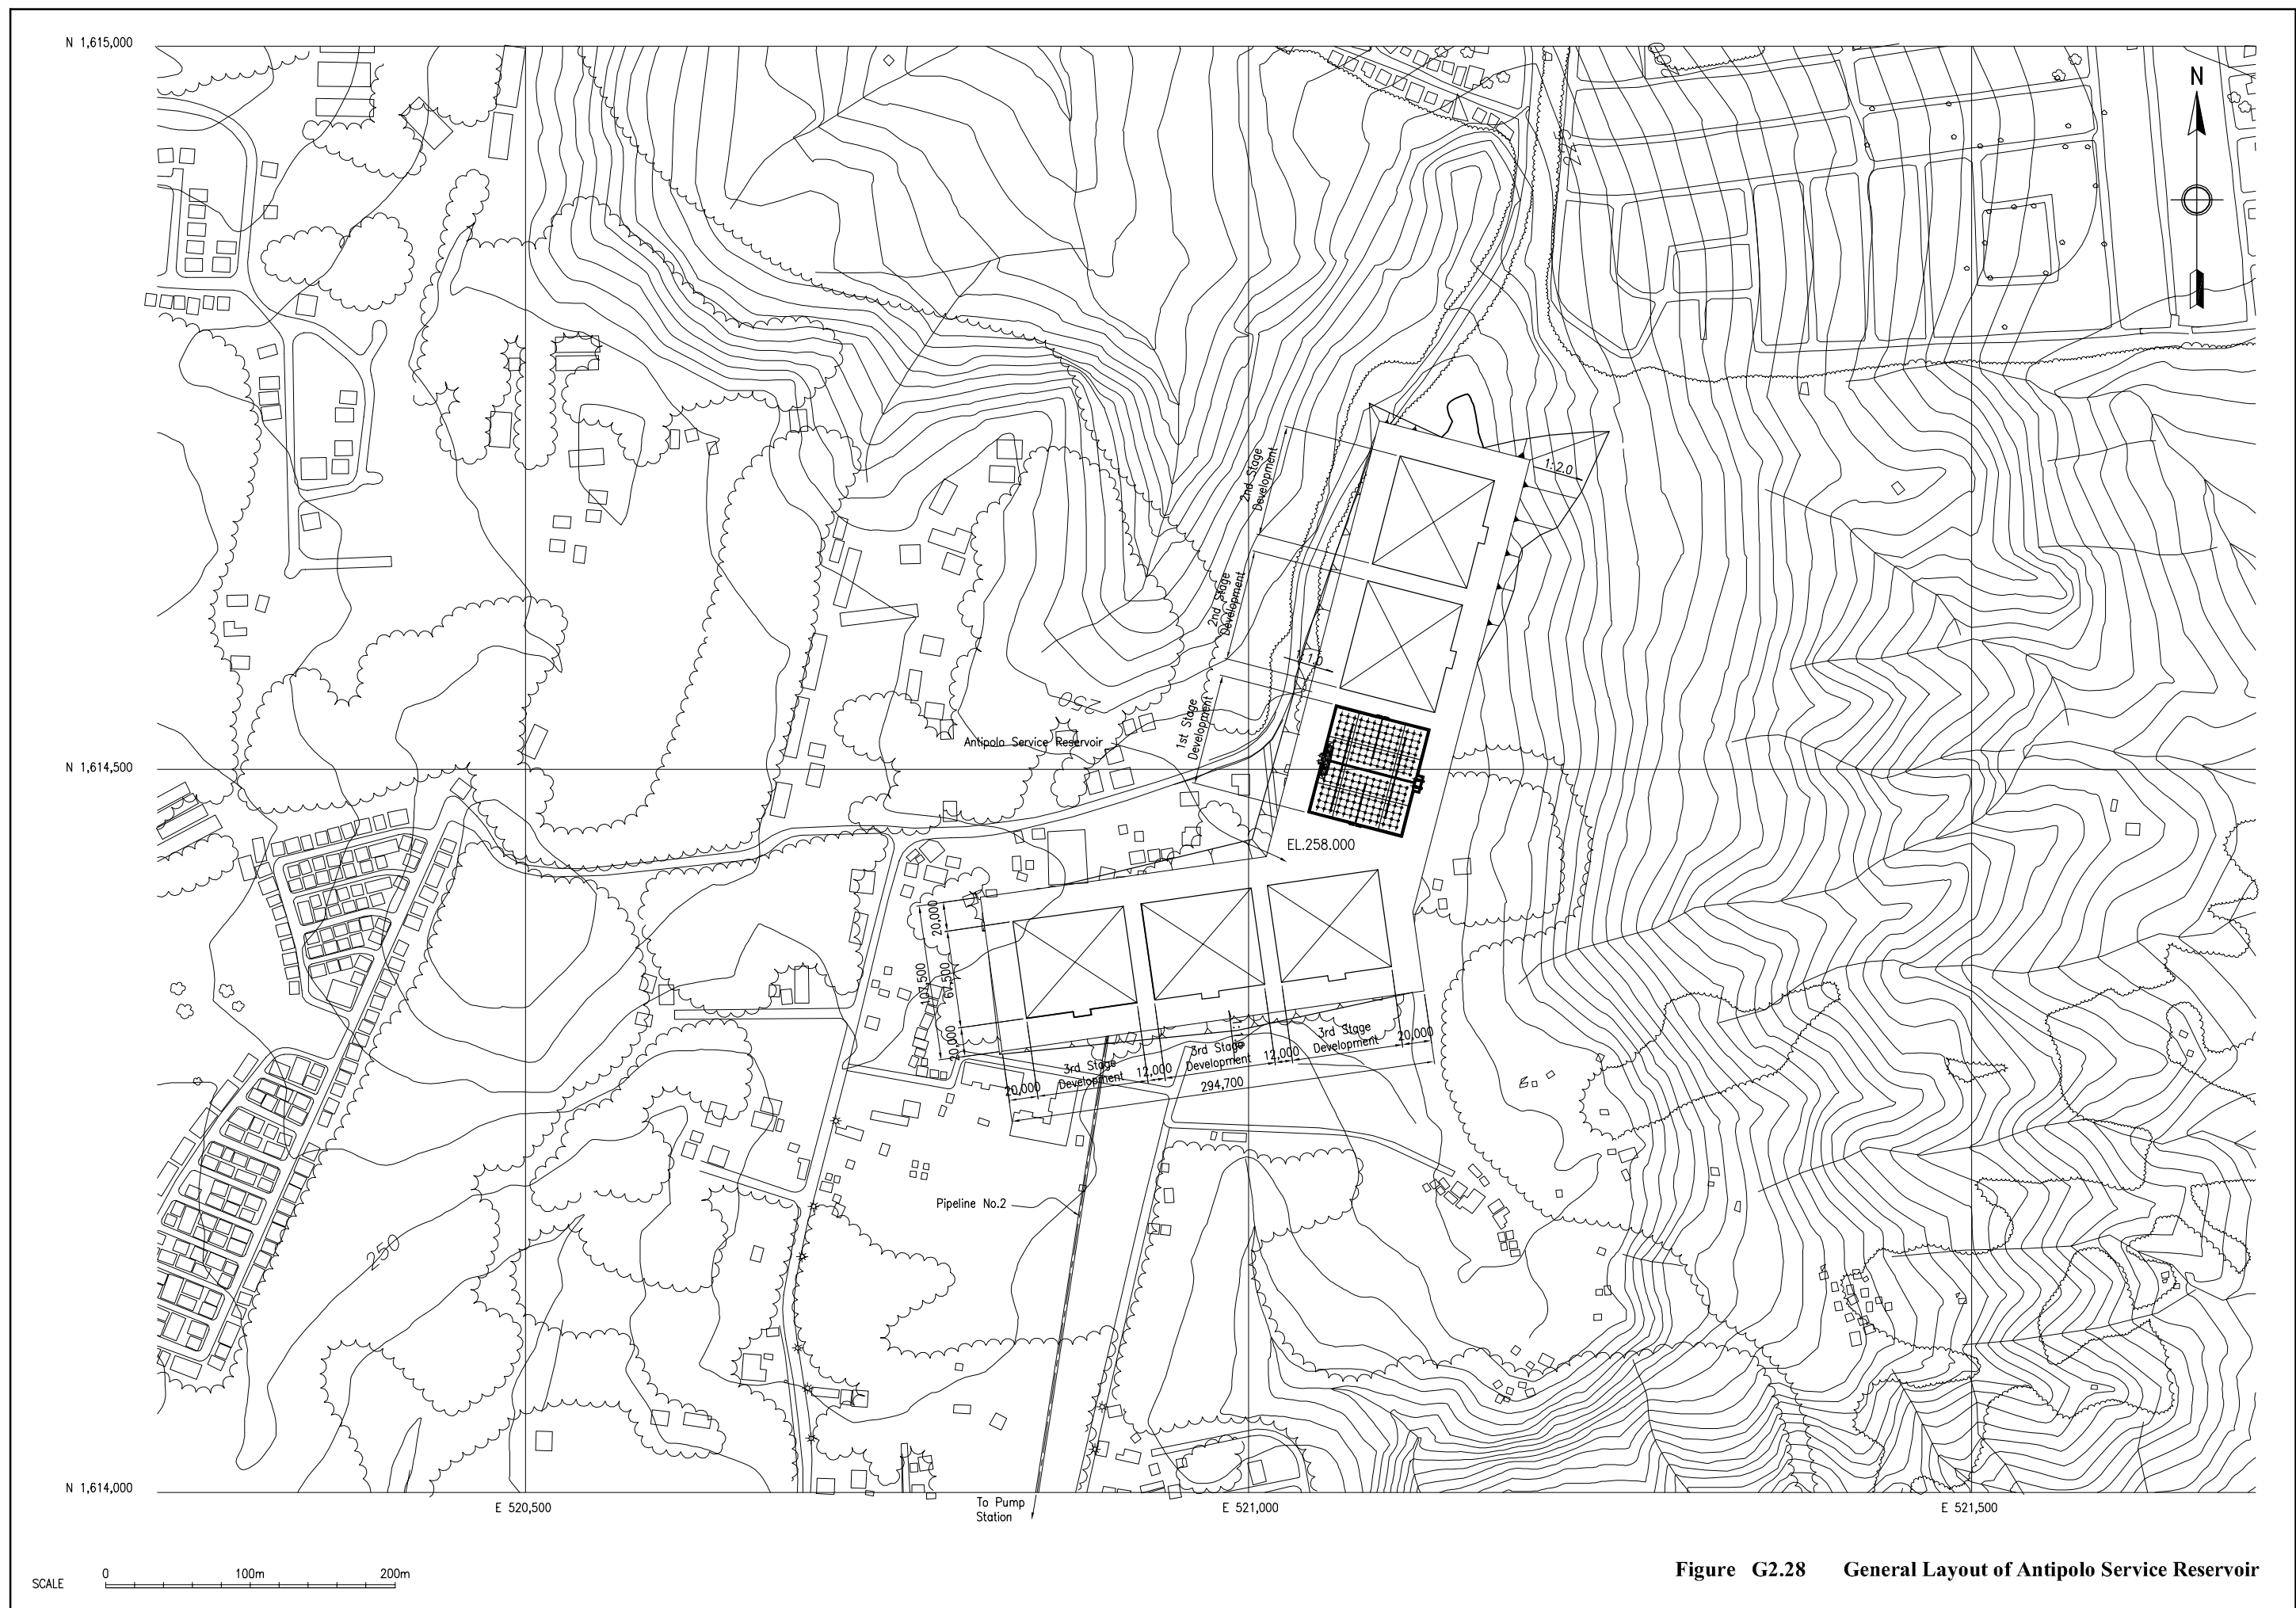 N 1,615,000
N
2nd Stage
Development
1:2.0
2nd Stage
Development
1:1.0
250
1st Stage
Development
Antipolo Service Reservoir
N 1,614,500
EL.258.000
20,000
107,500
67,500
20,000
3rd Stage
Development
3rd Stage
Development
3rd Stage
Development
20,000
12,000
12,000
20,000
294,700
Pipeline No.2
250
N 1,614,000
E 520,500
To Pump
Station
E 521,000
E 521,500
SCALE
0
100m
200m
Figure G2.28 General Layout of Antipolo Service Reservoir